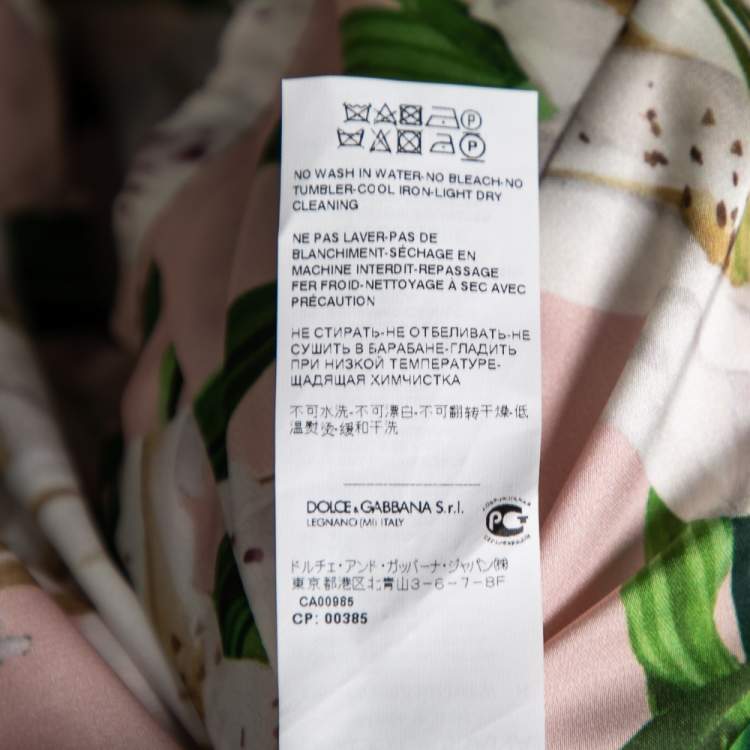 NO WASH IN WATER-NO BLEACH-NO
TUMBLER-COOL IRON-LIGHT DRY
CLEANING
NE PAS LAVER-PAS DE
BLANCHIMENT-SÉCHAGE EN
MACHINE INTERDIT-REPASSAGE
FER FROID-NETTOYAGE À SEC AVEC
PRÉCAUTION
НЕ СТИРАТЬ-НЕ ОТБЕЛИВАТЬ-НЕ
СУШИТЬ В БАРАБАНЕ-ГЛАДИТЬ
ПРИ НИЗКОЙ ТЕМПЕРАТУРЕ-
ЩАДЯЩАЯ ХИМЧИСТКА
不可水洗-不可漂白-不可翻转干燥-低
温熨烫-缓和干洗
DOLCE & GABBANA S.r.l.
LEGNANO (MI) ITALY
ドルチェ・アンド・ガッバーナ・ジャパン㈱
東京都港区北青山3-6-7-8F
CA00985
CP: 00385